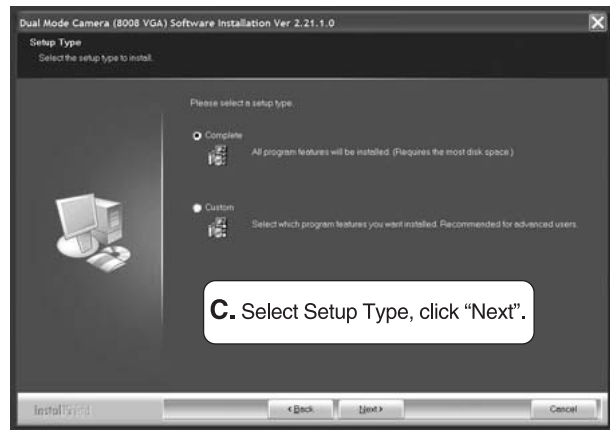 Dual Mode Camera (8008 VGA) Software Installation Ver 2.21.1.0
Setup Type
Select the setup type to install.
Please select a setup type.
Complete
All program features will be installed. (Requires the most disk space.)
Custom
Select which program features you want installed. Recommended for advanced users.
C. Select Setup Type, click “Next”.
InstallShield
< Back
Next >
Cancel